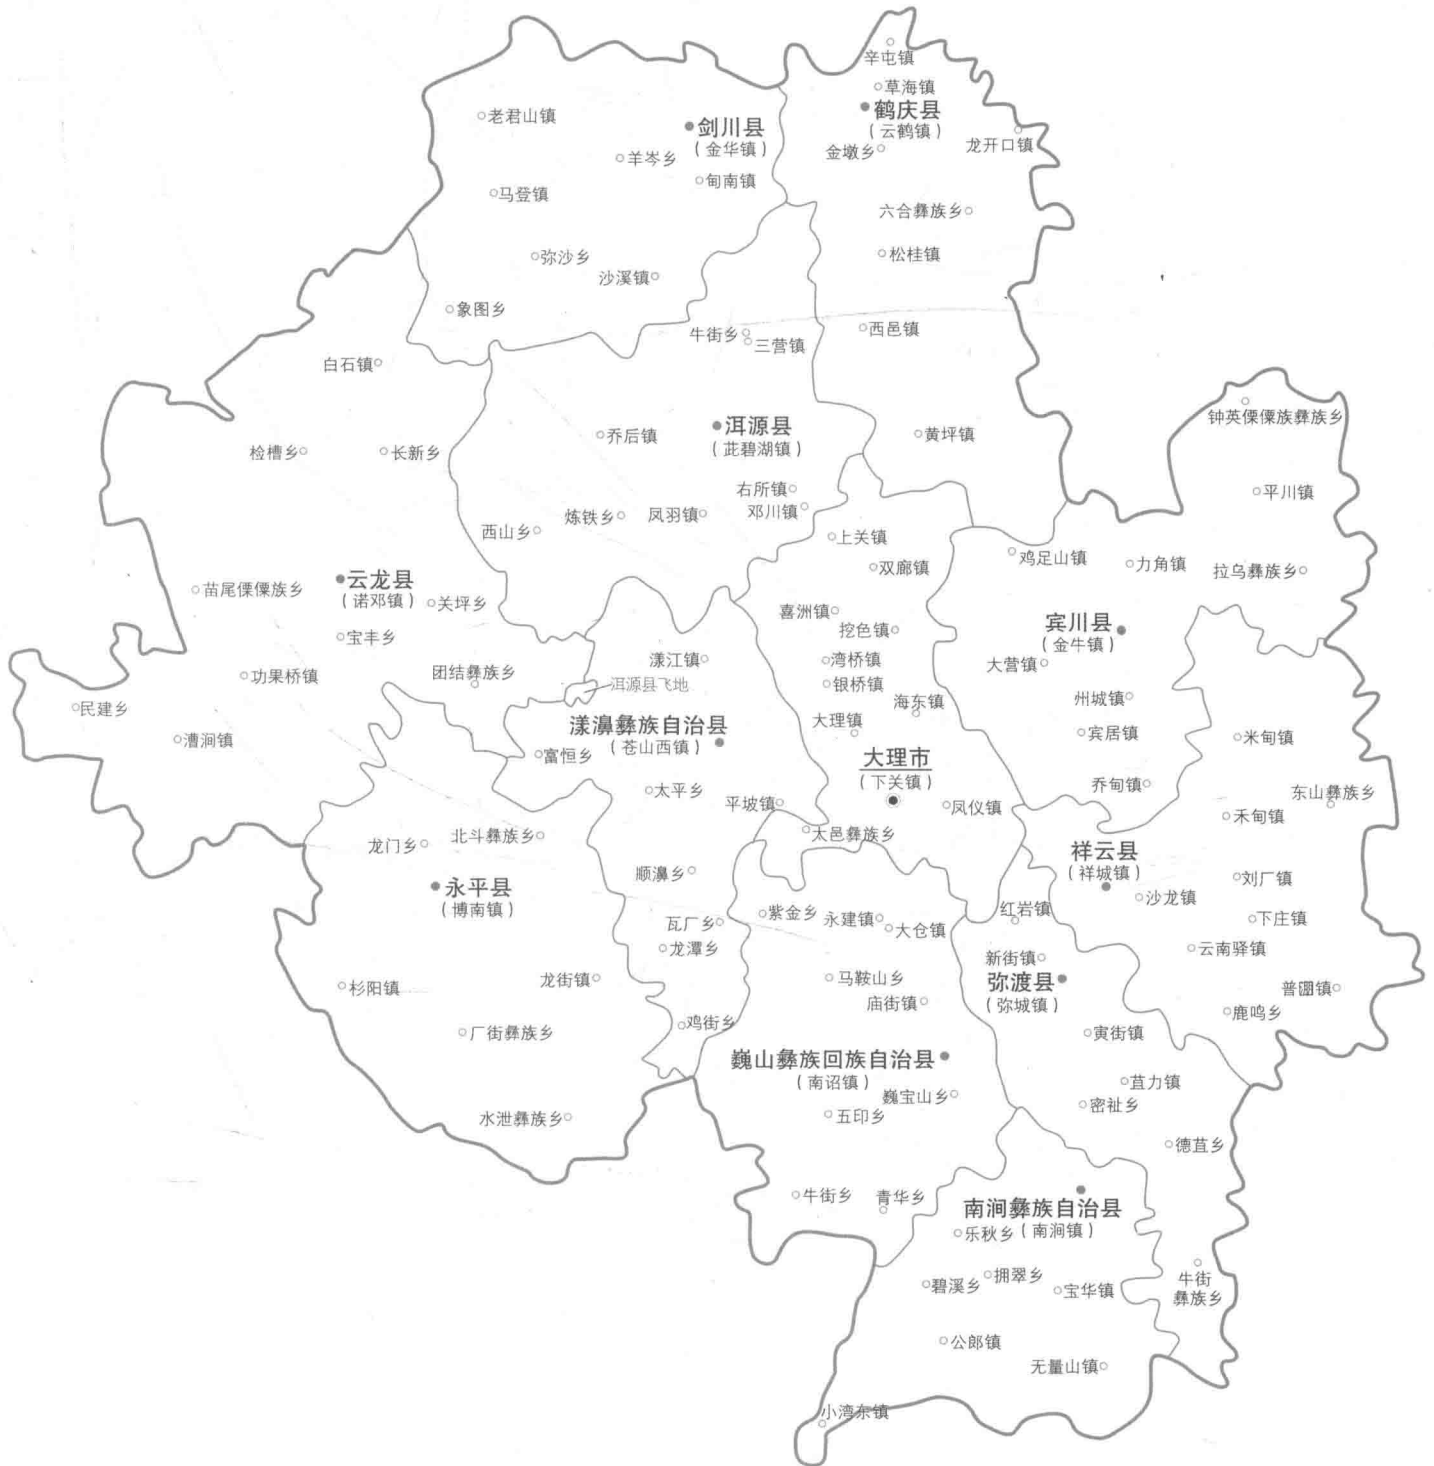 辛屯镇
草海镇
鹤庆县
(云鹤镇)
金墩乡
龙开口镇
六合彝族乡
松桂镇
西邑镇
黄坪镇
老君山镇
剑川县
(金华镇)
羊岑乡
甸南镇
马登镇
弥沙乡
沙溪镇
象图乡
牛街乡
三营镇
洱源县
(茈碧湖镇)
乔后镇
右所镇
邓川镇
凤羽镇
炼铁乡
西山乡
白石镇
检槽乡
长新乡
苗尾傈僳族乡
云龙县
(诺邓镇)
关坪乡
宝丰乡
功果桥镇
团结彝族乡
民建乡
漕涧镇
上关镇
双廊镇
喜洲镇
挖色镇
湾桥镇
银桥镇
海东镇
大理镇
大理市
(下关镇)
凤仪镇
太邑彝族乡
钟英傈僳族彝族乡
平川镇
鸡足山镇
力角镇
拉乌彝族乡
宾川县
(金牛镇)
大营镇
州城镇
宾居镇
乔甸镇
漾江镇
洱源县飞地
漾濞彝族自治县
(苍山西镇)
富恒乡
太平乡
平坡镇
顺濞乡
瓦厂乡
龙潭乡
鸡街乡
龙门乡
北斗彝族乡
永平县
(博南镇)
杉阳镇
龙街镇
厂街彝族乡
水泄彝族乡
米甸镇
东山彝族乡
禾甸镇
祥云县
(祥城镇)
沙龙镇
刘厂镇
下庄镇
云南驿镇
普淜镇
鹿鸣乡
紫金乡
永建镇
大仓镇
马鞍山乡
庙街镇
巍山彝族回族自治县
(南诏镇)
巍宝山乡
五印乡
牛街乡
青华乡
红岩镇
新街镇
弥渡县
(弥城镇)
寅街镇
苴力镇
密祉乡
德苴乡
牛街
彝族乡
南涧彝族自治县
(南涧镇)
乐秋乡
碧溪乡
拥翠乡
宝华镇
公郎镇
无量山镇
小湾东镇